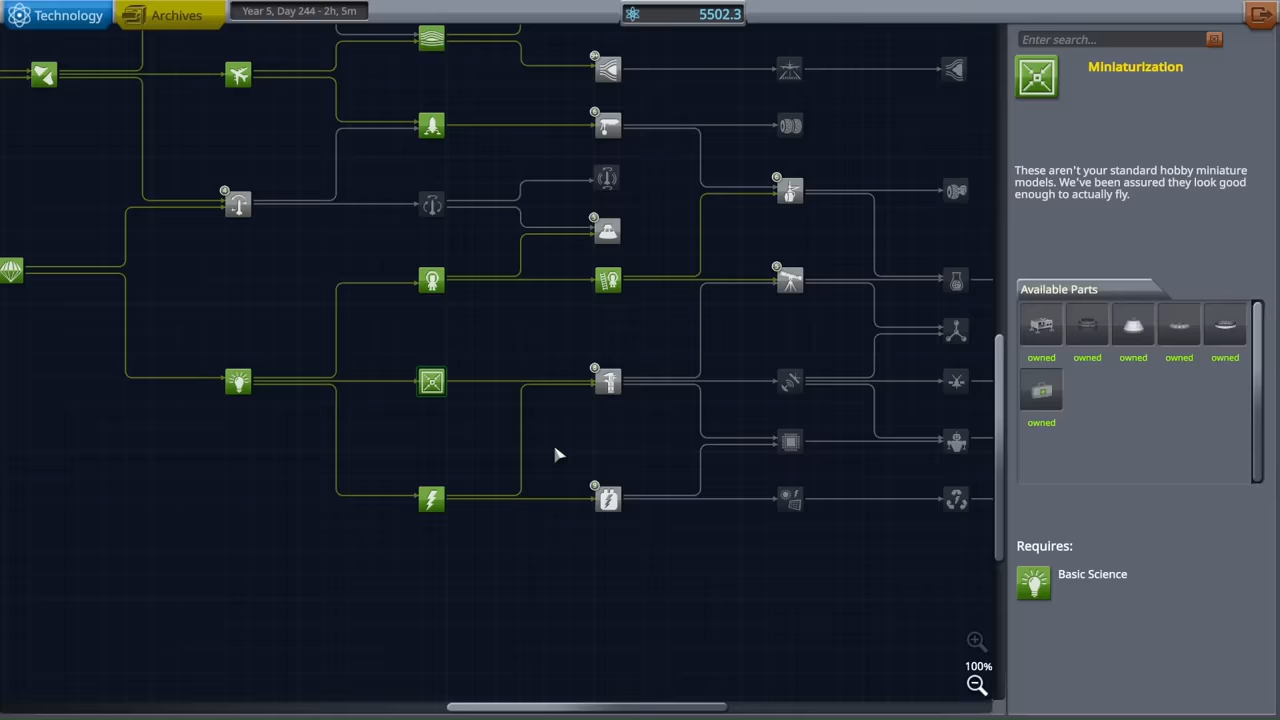 Technology
Archives
Year 5, Day 244 - 2h, 5m
5502.3
Enter search...
Miniaturization
These aren't your standard hobby miniature
models. We've been assured they look good
enough to actually fly.
Available Parts
owned owned owned owned owned
owned
Requires:
Basic Science
100%